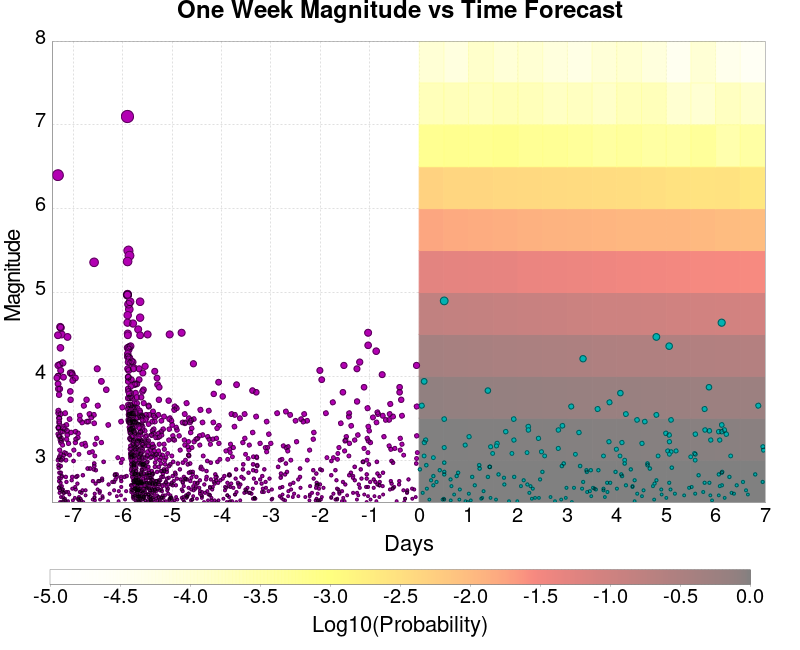 One Week Magnitude vs Time Forecast
8
7
6
5
4
3
Magnitude
-7 -6 -5 -4 -3 -2 -1 0 1 2 3 4 5 6 7
Days
-5.0 -4.5 -4.0 -3.5 -3.0 -2.5 -2.0 -1.5 -1.0 -0.5 0.0
Log10(Probability)